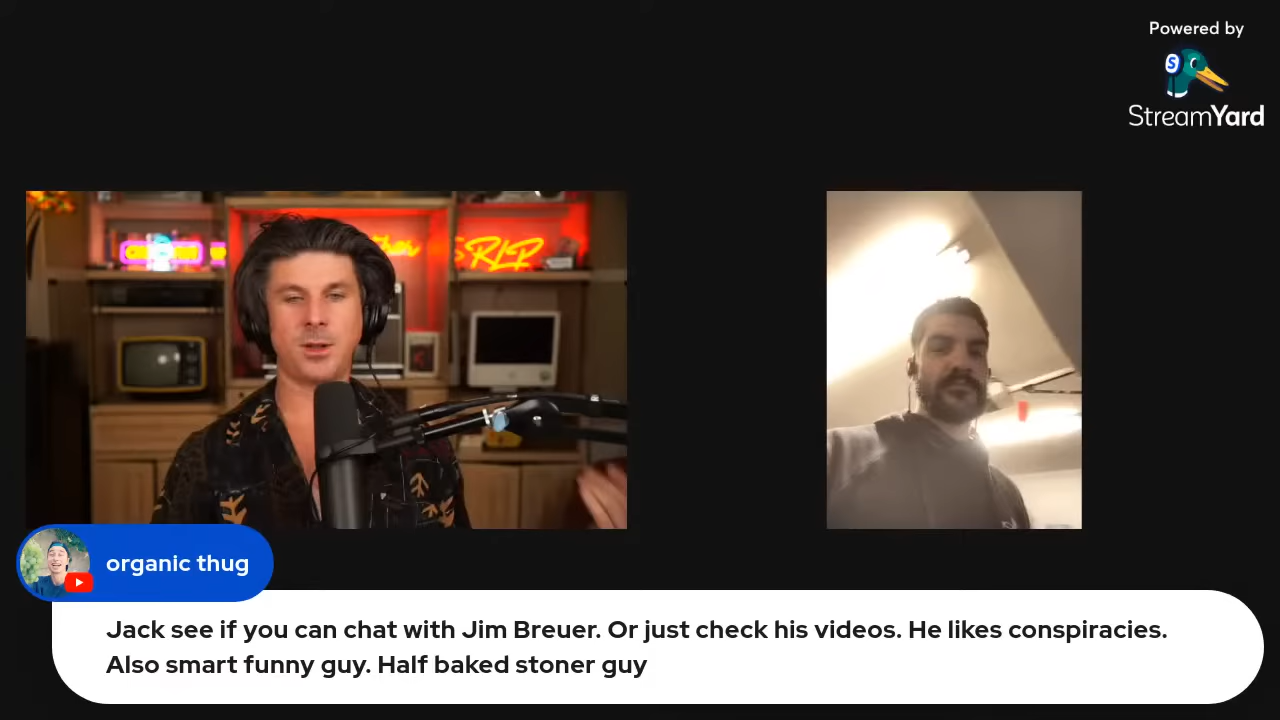 Powered by
S
StreamYard
SRLP
organic thug
Jack see if you can chat with Jim Breuer. Or just check his videos. He likes conspiracies.
Also smart funny guy. Half baked stoner guy